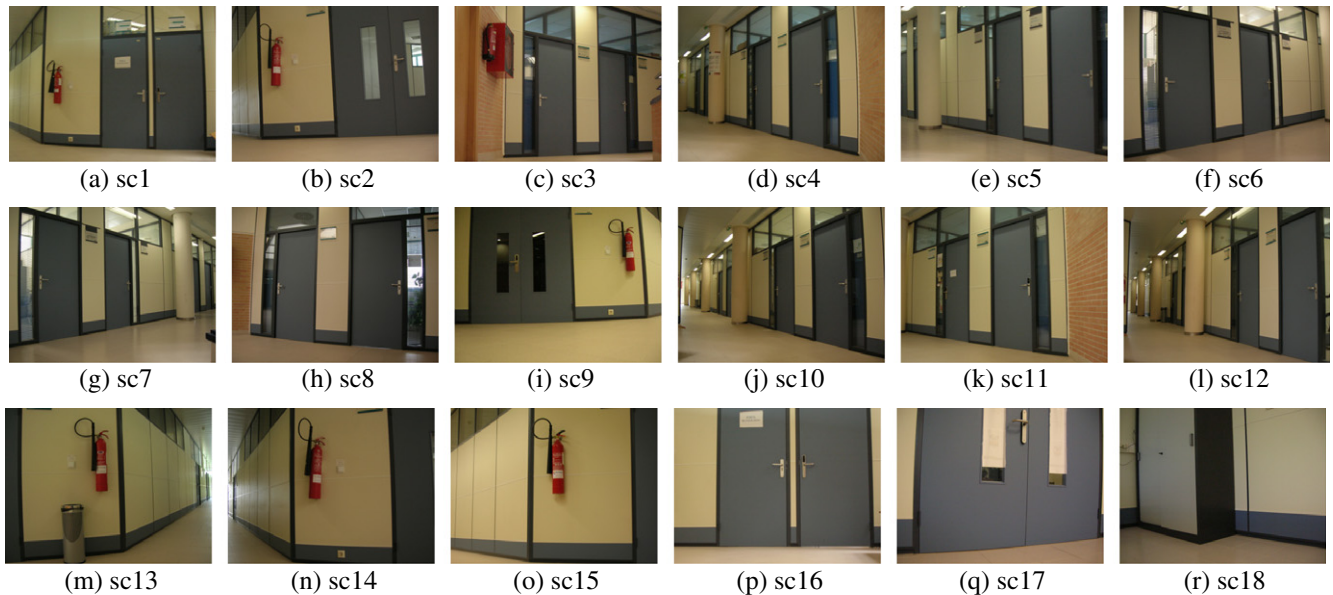 (a) sc1 (b) sc2 (c) sc3 (d) sc4 (e) sc5 (f) sc6
(g) sc7 (h) sc8 (i) sc9 (j) sc10 (k) sc11 (l) sc12
(m) sc13 (n) sc14 (o) sc15 (p) sc16 (q) sc17 (r) sc18